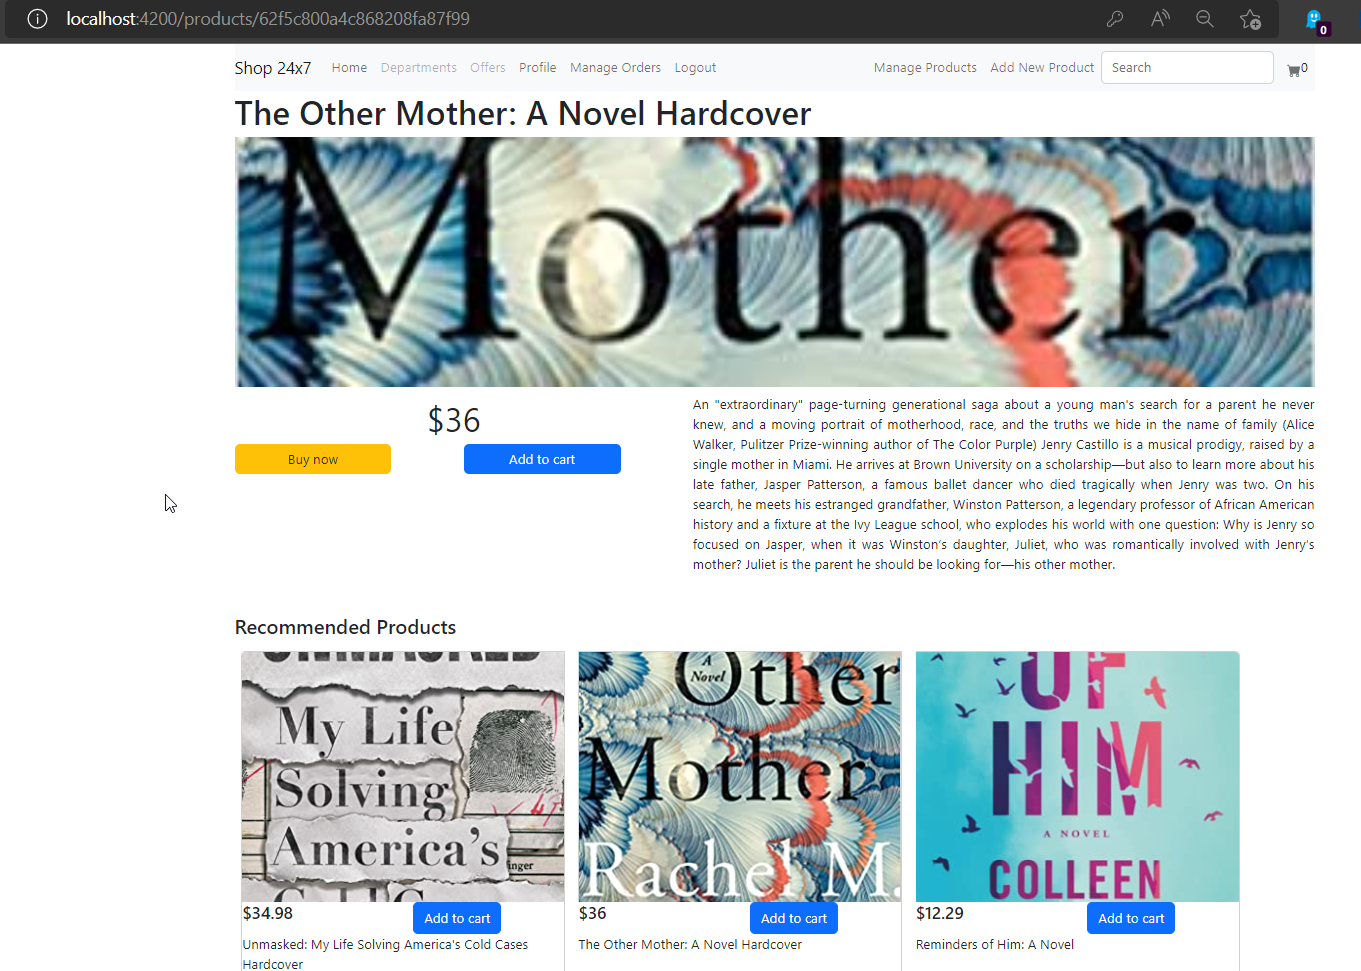 localhost:4200/products/62f5c800a4c868208fa87f99
0
Shop 24x7 Home Departments Offers Profile Manage Orders Logout Manage Products Add New Product Search 0
The Other Mother: A Novel Hardcover
Mother
$36
Buy now Add to cart
An "extraordinary" page-turning generational saga about a young man's search for a parent he never
knew, and a moving portrait of motherhood, race, and the truths we hide in the name of family (Alice
Walker, Pulitzer Prize-winning author of The Color Purple) Jenry Castillo is a musical prodigy, raised by a
single mother in Miami. He arrives at Brown University on a scholarship—but also to learn more about his
late father, Jasper Patterson, a famous ballet dancer who died tragically when Jenry was two. On his
search, he meets his estranged grandfather, Winston Patterson, a legendary professor of African American
history and a fixture at the Ivy League school, who explodes his world with one question: Why is Jenry so
focused on Jasper, when it was Winston’s daughter, Juliet, who was romantically involved with Jenry’s
mother? Juliet is the parent he should be looking for—his other mother.
Recommended Products
My Life
Solving
America's
A
Novel
Other
Mother
Rachel M.
OF
HIM
A NOVEL
COLLEEN
$34.98 Add to cart
Unmasked: My Life Solving America's Cold Cases
Hardcover
$36 Add to cart
The Other Mother: A Novel Hardcover
$12.29 Add to cart
Reminders of Him: A Novel